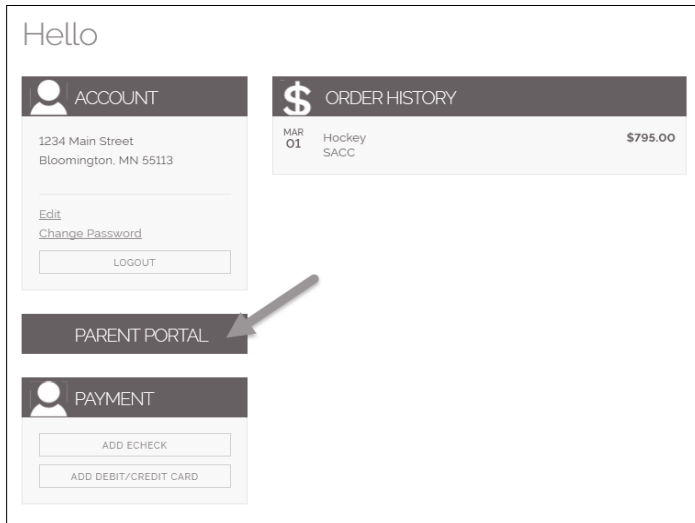 Hello
ACCOUNT
1234 Main Street
Bloomington, MN 55113
Edit
Change Password
LOGOUT
$ ORDER HISTORY
MAR
01
Hockey
SACC
$795.00
PARENT PORTAL
PAYMENT
ADD ECHECK
ADD DEBIT/CREDIT CARD